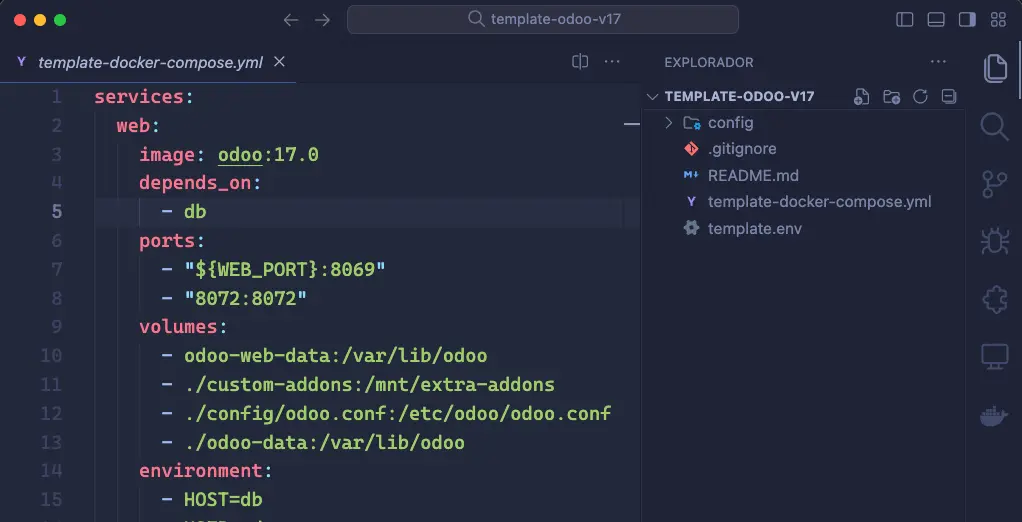 template-odoo-v17
template-docker-compose.yml
1 services:
2 web:
3 image: odoo:17.0
4 depends_on:
5 - db
6 ports:
7 - "${WEB_PORT}:8069"
8 - "8072:8072"
9 volumes:
10 - odoo-web-data:/var/lib/odoo
11 - ./custom-addons:/mnt/extra-addons
12 - ./config/odoo.conf:/etc/odoo/odoo.conf
13 - ./odoo-data:/var/lib/odoo
14 environment:
15 - HOST=db
EXPLORADOR
TEMPLATE-ODOO-V17
config
.gitignore
README.md
template-docker-compose.yml
template.env